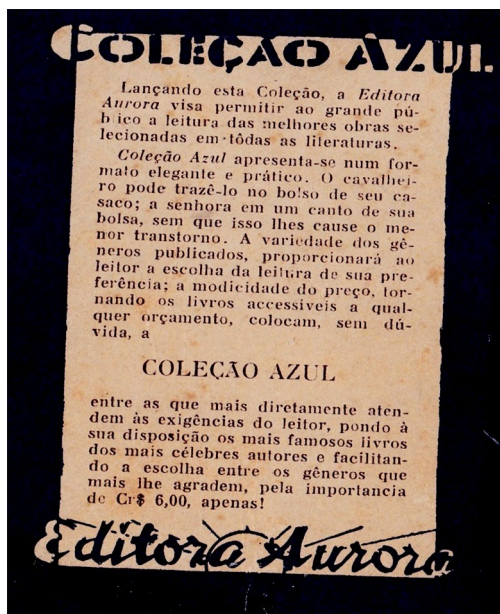 COLEÇÃO AZUL
Lançando esta Coleção, a Editora
Aurora visa permitir ao grande pú-
b ico a leitura das melhores obras se-
lecionadas em tôdas as literaturas.
Coleção Azul apresenta-se num for-
mato elegante e prático. O cavalhei-
ro pode trazê-lo no bolso de seu ca-
saco; a senhora em um canto de sua
bolsa, sem que isso lhes cause o me-
nor transtorno. A variedade dos gê-
neros publicados, proporcionará ao
leitor a escolha da leitura de sua pre-
ferência; a modicidade do preço, tor-
nando os livros accessíveis a qual-
quer orçamento, colocam, sem dú-
vida, a
COLEÇÃO AZUL
entre as que mais diretamente aten-
dem às exigências do leitor, pondo à
sua disposição os mais famosos livros
dos mais célebres autores e facilitan-
do a escolha entre os gêneros que
mais lhe agradem, pela importancia
de Cr$ 6,00, apenas!
Editora Aurora